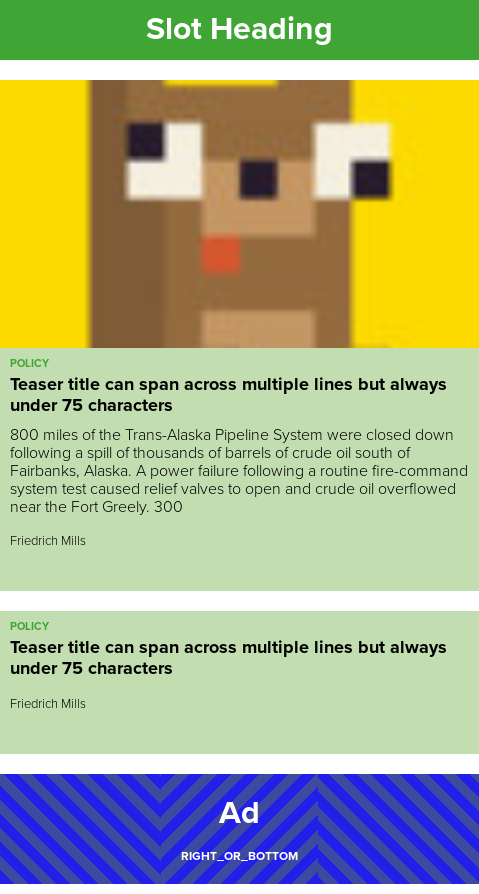 Slot Heading
POLICY
Teaser title can span across multiple lines but always
under 75 characters
800 miles of the Trans-Alaska Pipeline System were closed down
following a spill of thousands of barrels of crude oil south of
Fairbanks, Alaska. A power failure following a routine fire-command
system test caused relief valves to open and crude oil overflowed
near the Fort Greely. 300
Friedrich Mills
POLICY
Teaser title can span across multiple lines but always
under 75 characters
Friedrich Mills
Ad
RIGHT_OR_BOTTOM